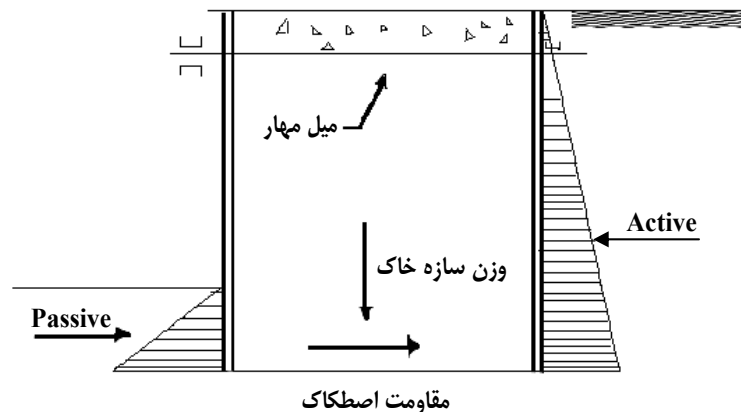 میل مهار
Active
وزن سازه خاک
Passive
مقاومت اصطکاک